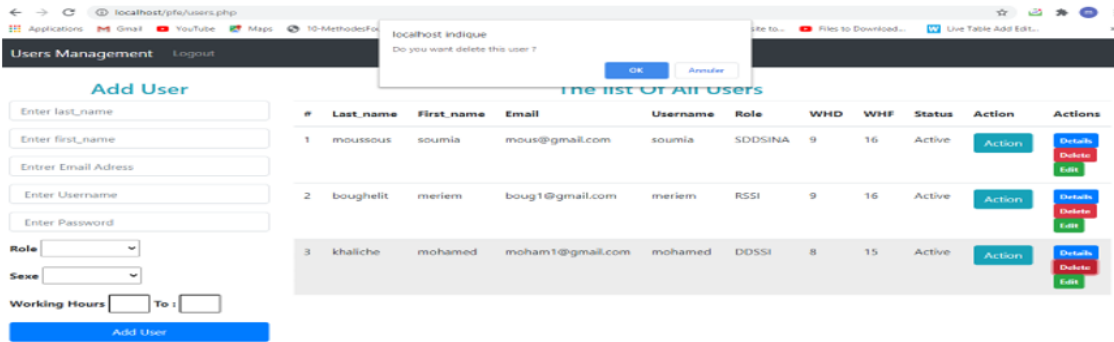 localhost/pfe/users.php
Applications Gmail YouTube Maps 10-MethodesFo site to... Files to Download... Live Table Add Edit...
localhost indique
Do you want delete this user ?
OK Annuler
Users Management Logout
Add User
Enter last_name
Enter first_name
Entrer Email Adress
Enter Username
Enter Password
Role
Sexe
Working Hours To :
Add User
The list Of All Users
# Last_name First_name Email Username Role WHD WHF Status Action Actions
1 moussous soumia mous@gmail.com soumia SDDSINA 9 16 Active Action Details
Delete
Edit
2 boughelit meriem boug1@gmail.com meriem RSSI 9 16 Active Action Details
Delete
Edit
3 khaliche mohamed moham1@gmail.com mohamed DDSSI 8 15 Active Action Details
Delete
Edit